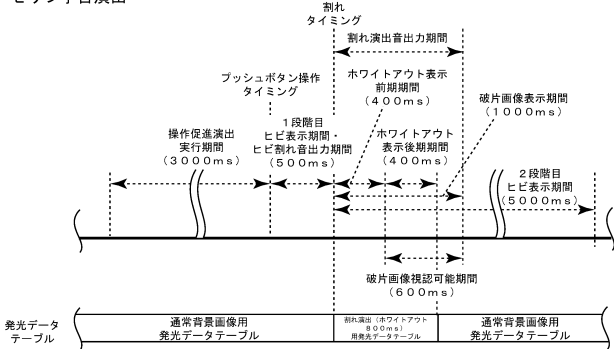 割れ
タイミング
割れ演出音出力期間
プッシュボタン操作
タイミング
ホワイトアウト表示
前期期間
(400ms)
破片画像表示期間
(1000ms)
操作促進演出
実行期間
(3000ms)
1段階目
ヒビ表示期間・
ヒビ割れ音出力期間
(500ms)
ホワイトアウト
表示後期期間
(400ms)
2段階目
ヒビ表示期間
(5000ms)
破片画像視認可能期間
(600ms)
発光データ
テーブル
通常背景画像用
発光データテーブル
割れ演出(ホワイトアウト
800ms)
用発光データテーブル
通常背景画像用
発光データテーブル